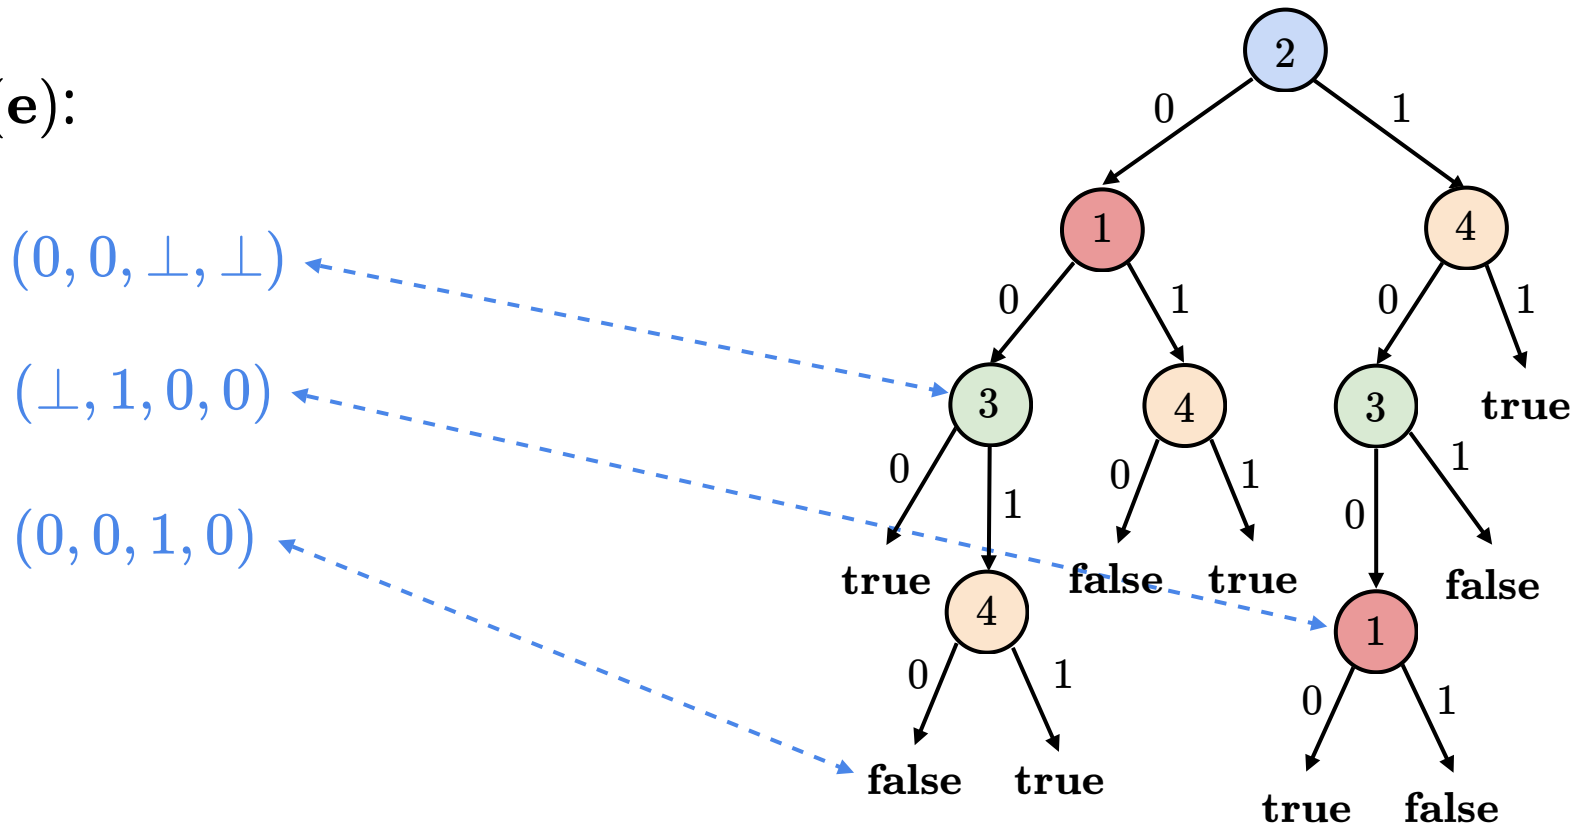 (e):
(0, 0, ⊥, ⊥)
(⊥, 1, 0, 0)
(0, 0, 1, 0)
2
0 1
1 4
0 1 0 1
3 4 3 true
0 1 0 1 0 1
true false true false
4 1
0 1 0 1
false true true false